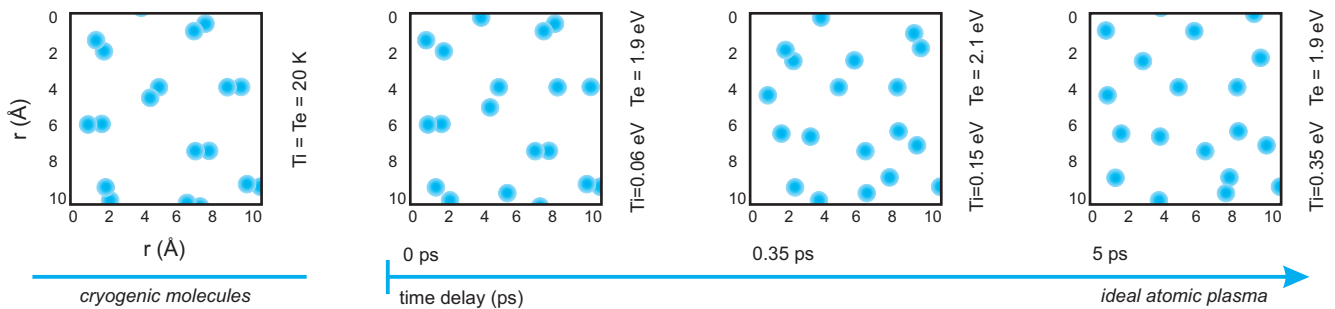 0
2
4
6
8
10
r (Å)
0 2 4 6 8 10
r (Å)
Ti = Te = 20 K
0
2
4
6
8
10
0 2 4 6 8 10
Ti=0.06 eV Te = 1.9 eV
0
2
4
6
8
10
0 2 4 6 8 10
Ti=0.15 eV Te = 2.1 eV
0
2
4
6
8
10
0 2 4 6 8 10
Ti=0.35 eV Te = 1.9 eV
0 ps
0.35 ps
5 ps
cryogenic molecules
time delay (ps)
ideal atomic plasma